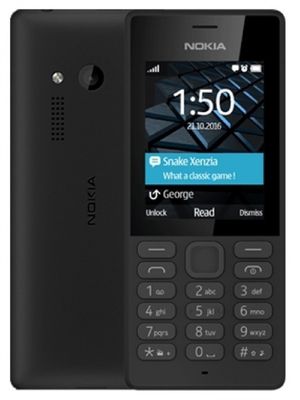 NOKIA
NOKIA
1:50
21.10.2016
Snake Xenzia
What a classic game !
George
Unlock Read Dismiss
1 2 abc 3 def
4 ghi 5 jkl 6 mno
7 pqrs 8 tuv 9 wxyz
* + 0 #